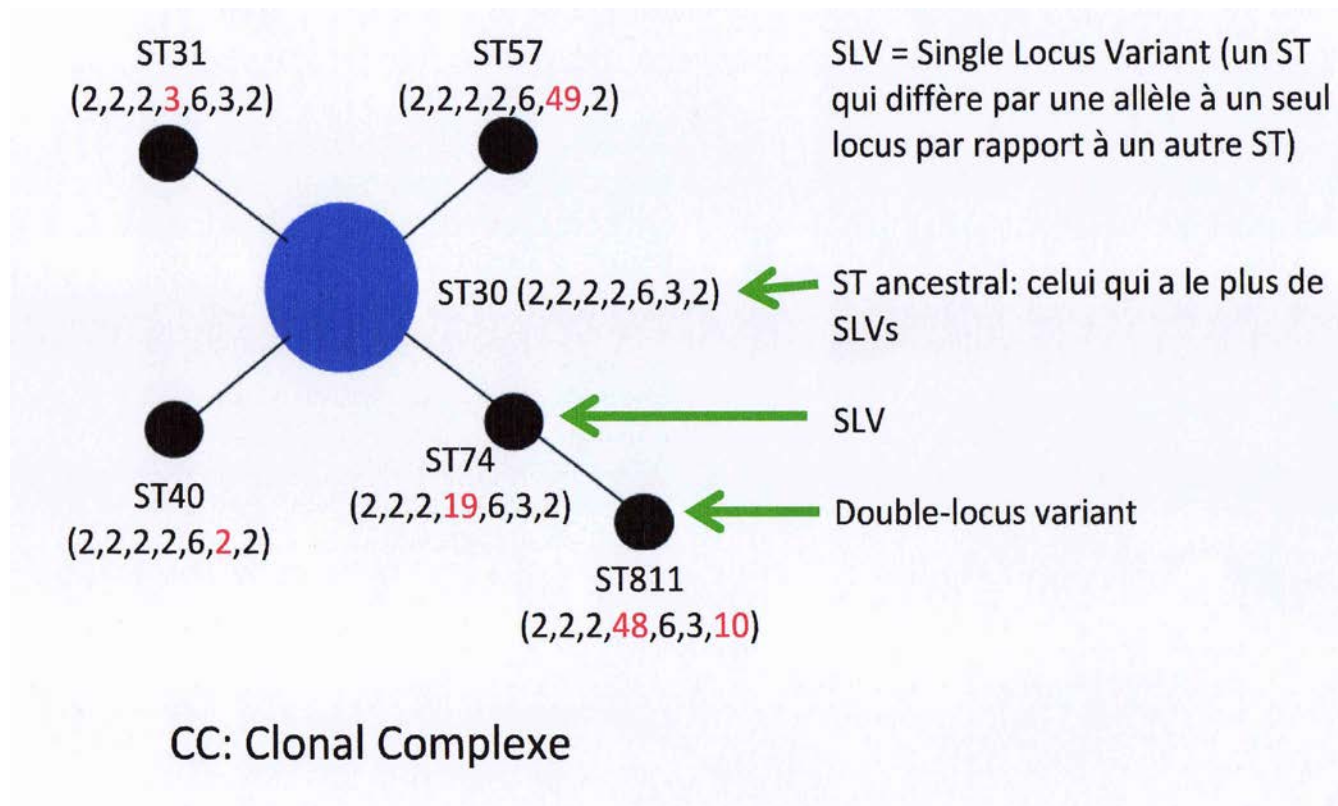 ST31
(2,2,2,3,6,3,2)
ST57
(2,2,2,2,6,49,2)
SLV = Single Locus Variant (un ST
qui diffère par une allèle à un seul
locus par rapport à un autre ST)
ST30 (2,2,2,2,6,3,2)
ST ancestral: celui qui a le plus de
SLVs
SLV
ST74
(2,2,2,19,6,3,2)
ST40
(2,2,2,2,6,2,2)
Double-locus variant
ST811
(2,2,2,48,6,3,10)
CC: Clonal Complexe